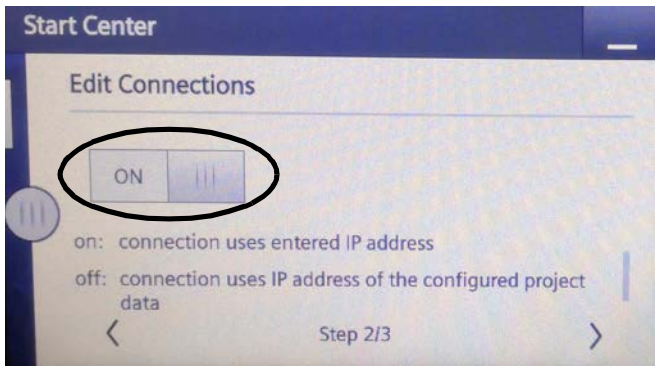 Start Center
Edit Connections
ON
on: connection uses entered IP address
off: connection uses IP address of the configured project
data
Step 2/3